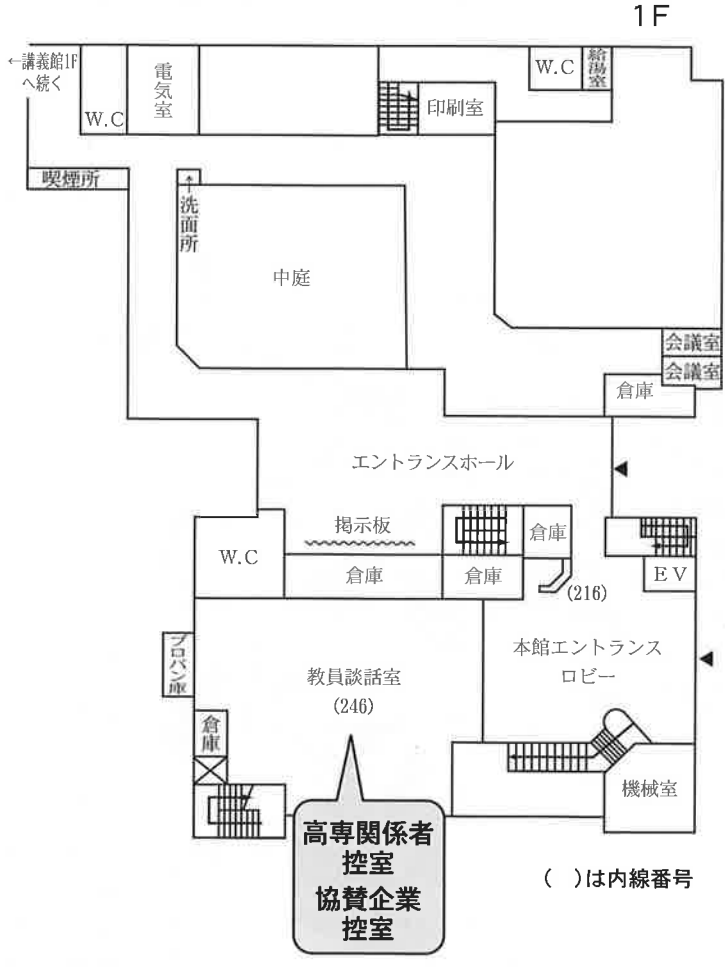 1F
←講義館1F
へ続く
W.C
電気室
印刷室
W.C
給湯室
喫煙所
↑洗面所
中庭
会議室
会議室
倉庫
エントランスホール
掲示板
倉庫
W.C
倉庫
倉庫
EV
(216)
本館エントランス
ロビー
プロパン庫
教員談話室
(246)
倉庫
機械室
高専関係者
控室
協賛企業
控室
(　)は内線番号